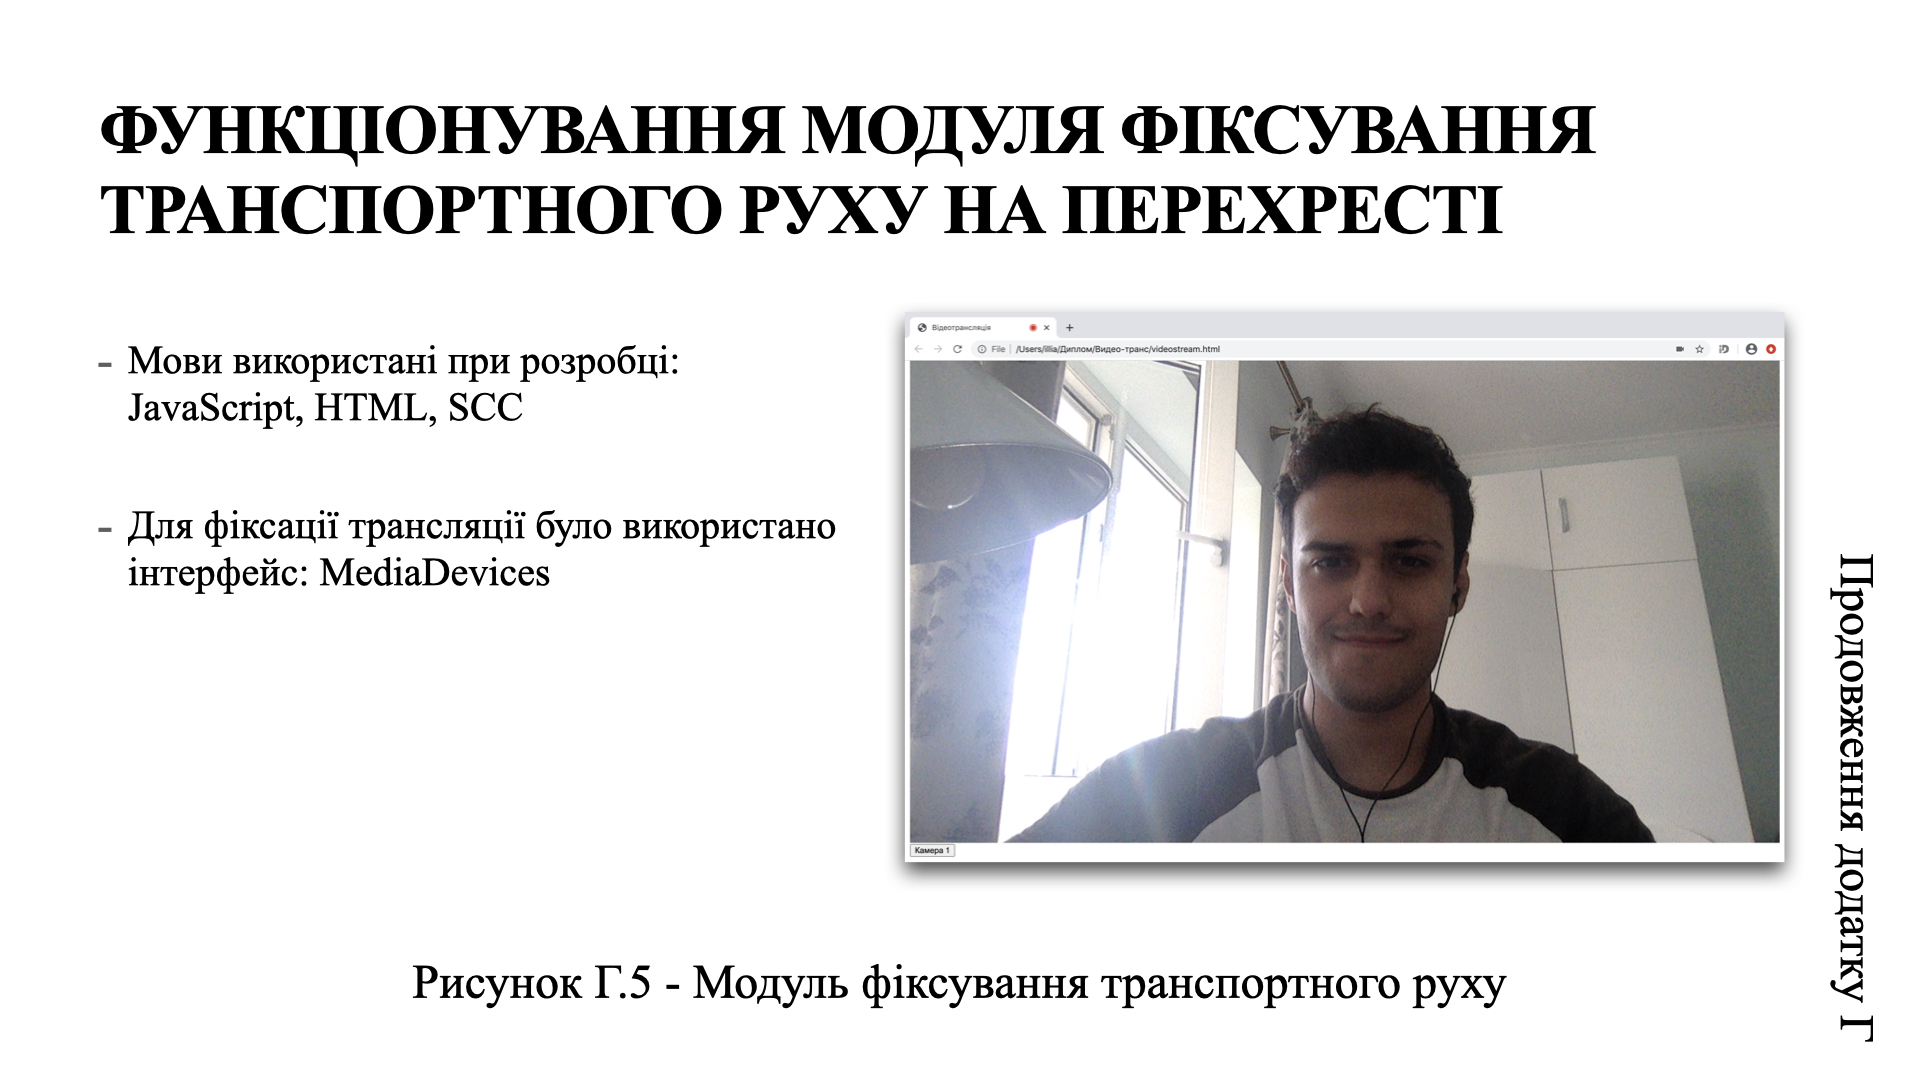 ФУНКЦІОНУВАННЯ МОДУЛЯ ФІКСУВАННЯ
ТРАНСПОРТНОГО РУХУ НА ПЕРЕХРЕСТІ
- Мови використані при розробці:
JavaScript, HTML, SCC
- Для фіксації трансляції було використано
інтерфейс: MediaDevices
Відеотрансляція
File | /Users/illia/Диплом/Видео-транс/videostream.html
Камера 1
Рисунок Г.5 - Модуль фіксування транспортного руху
Продовження додатку Г